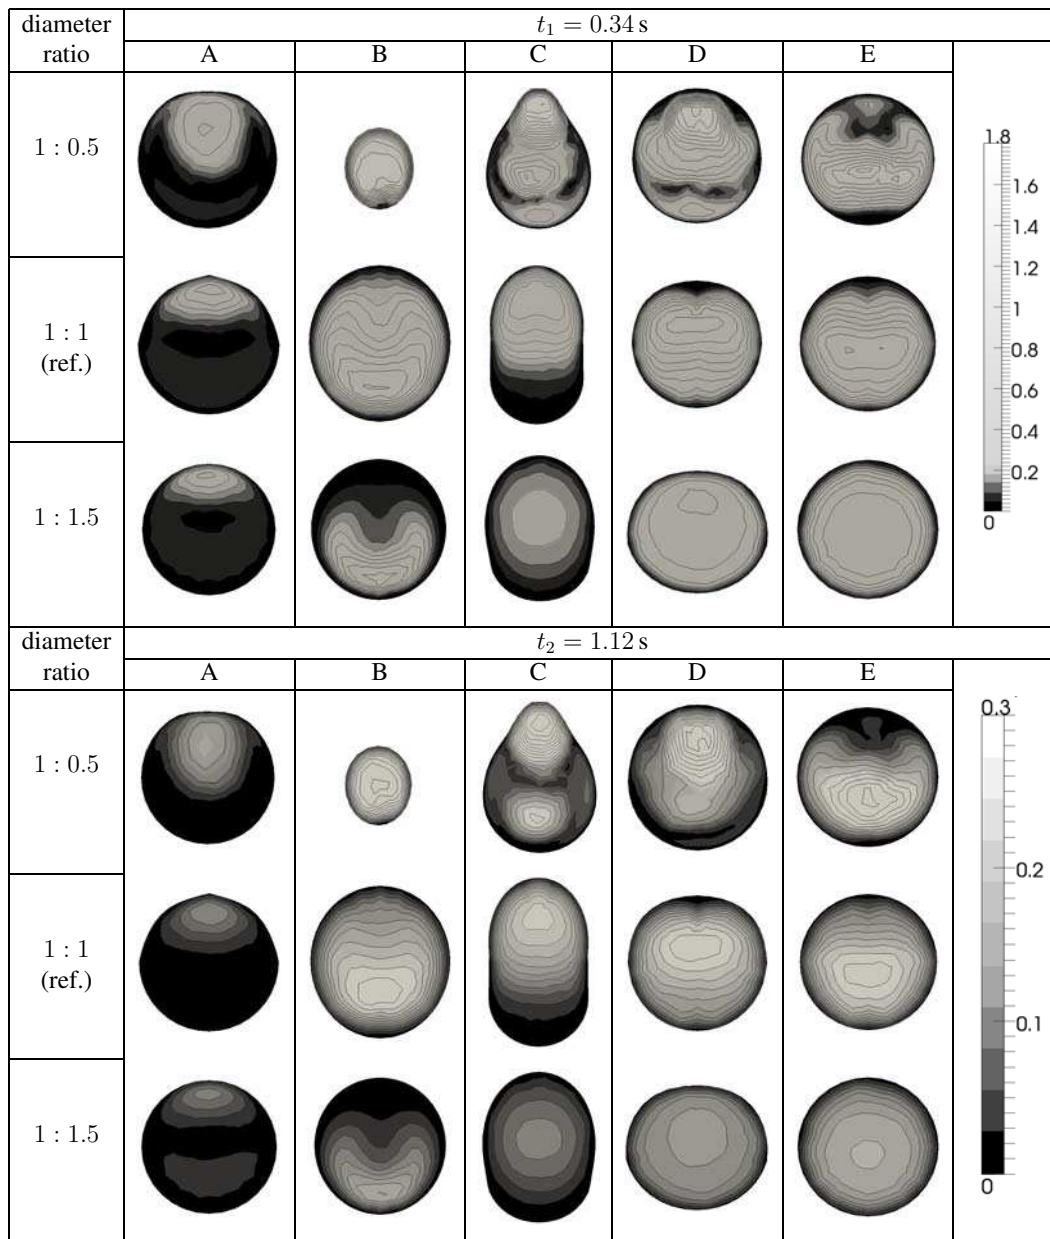 diameter ratio
t₁ = 0.34 s
A B C D E
1 : 0.5
1 : 1
(ref.)
1 : 1.5
1.8
1.6
1.4
1.2
1
0.8
0.6
0.4
0.2
0
diameter ratio
t₂ = 1.12 s
A B C D E
1 : 0.5
1 : 1
(ref.)
1 : 1.5
0.3
0.2
0.1
0